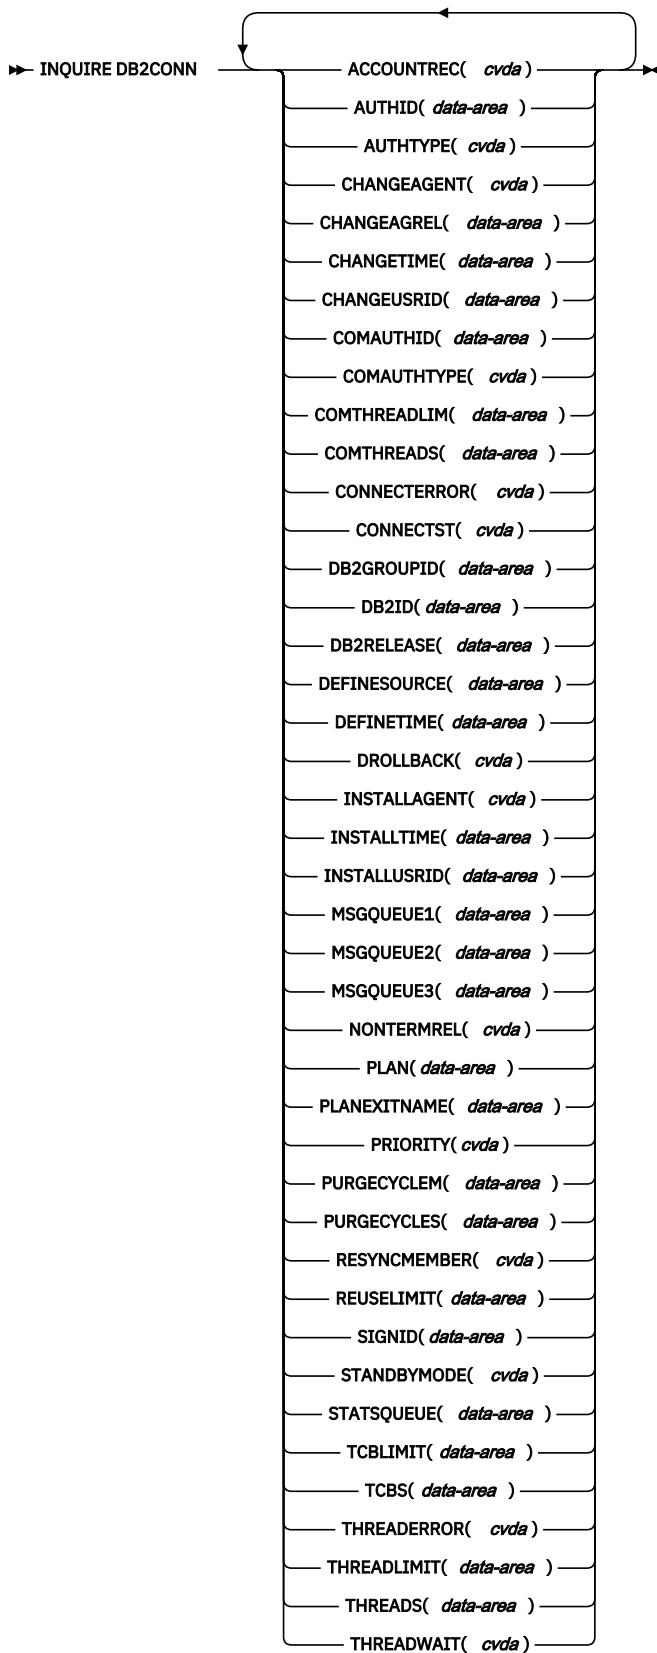 INQUIRE DB2CONN ACCOUNTREC( cvda )
AUTHID( data-area )
AUTHTYPE( cvda )
CHANGEAGENT( cvda )
CHANGEAGREL( data-area )
CHANGETIME( data-area )
CHANGEUSRID( data-area )
COMAUTHID( data-area )
COMAUTHTYPE( cvda )
COMTHREADLIM( data-area )
COMTHREADS( data-area )
CONNECTERROR( cvda )
CONNECTST( cvda )
DB2GROUPID( data-area )
DB2ID( data-area )
DB2RELEASE( data-area )
DEFINESOURCE( data-area )
DEFINETIME( data-area )
DROLLBACK( cvda )
INSTALLAGENT( cvda )
INSTALLTIME( data-area )
INSTALLUSRID( data-area )
MSGQUEUE1( data-area )
MSGQUEUE2( data-area )
MSGQUEUE3( data-area )
NONTERMREL( cvda )
PLAN( data-area )
PLANEXITNAME( data-area )
PRIORITY( cvda )
PURGECYCLEM( data-area )
PURGECYCLES( data-area )
RESYNCMEMBER( cvda )
REUSELIMIT( data-area )
SIGNID( data-area )
STANDBYMODE( cvda )
STATSQUEUE( data-area )
TCBLIMIT( data-area )
TCBS( data-area )
THREADERROR( cvda )
THREADLIMIT( data-area )
THREADS( data-area )
THREADWAIT( cvda )